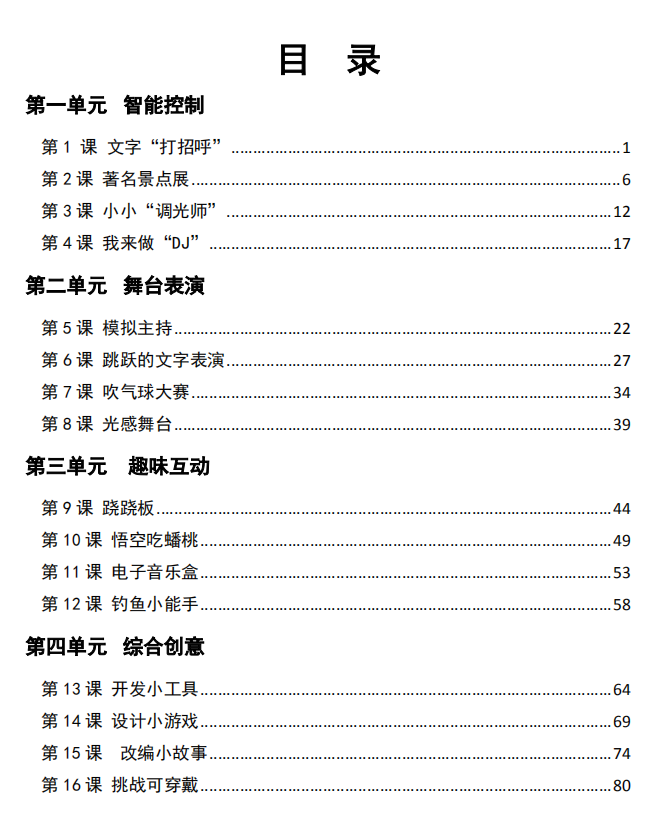 目 录
第一单元 智能控制
第 1 课 文字“打招呼” ........................................ 1
第 2 课 著名景点展 ........................................ 6
第 3 课 小小“调光师” ........................................ 12
第 4 课 我来做“DJ” ........................................ 17
第二单元 舞台表演
第 5 课 模拟主持 ........................................ 22
第 6 课 跳跃的文字表演 ........................................ 27
第 7 课 吹气球大赛 ........................................ 34
第 8 课 光感舞台 ........................................ 39
第三单元 趣味互动
第 9 课 跷跷板 ........................................ 44
第 10 课 悟空吃蟠桃 ........................................ 49
第 11 课 电子音乐盒 ........................................ 53
第 12 课 钓鱼小能手 ........................................ 58
第四单元 综合创意
第 13 课 开发小工具 ........................................ 64
第 14 课 设计小游戏 ........................................ 69
第 15 课 改编小故事 ........................................ 74
第 16 课 挑战可穿戴 ........................................ 80